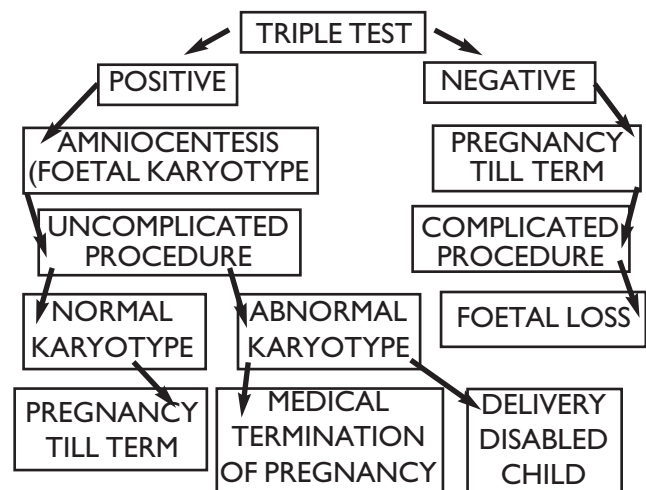 TRIPLE TEST
POSITIVE
NEGATIVE
AMNIOCENTESIS
(FOETAL KARYOTYPE
PREGNANCY
TILL TERM
UNCOMPLICATED
PROCEDURE
COMPLICATED
PROCEDURE
NORMAL
KARYOTYPE
ABNORMAL
KARYOTYPE
FOETAL LOSS
PREGNANCY
TILL TERM
MEDICAL
TERMINATION
OF PREGNANCY
DELIVERY
DISABLED
CHILD